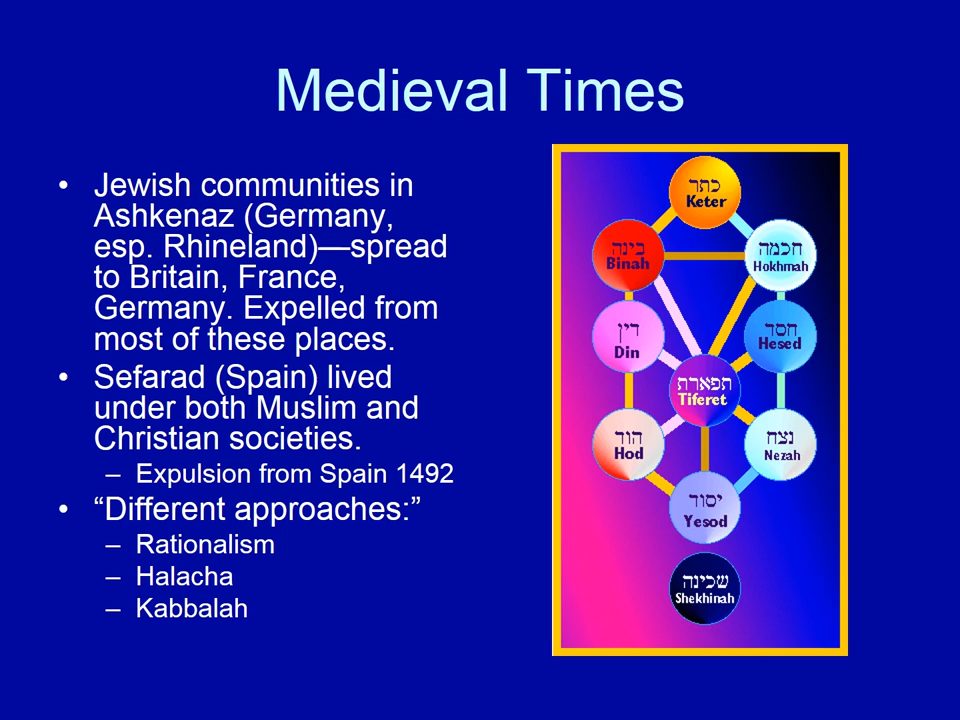 Medieval Times
• Jewish communities in
Ashkenaz (Germany,
esp. Rhineland)—spread
to Britain, France,
Germany. Expelled from
most of these places.
• Sefarad (Spain) lived
under both Muslim and
Christian societies.
– Expulsion from Spain 1492
• “Different approaches:”
– Rationalism
– Halacha
– Kabbalah
כתר
Keter
בינה
Binah
חכמה
Hokhmah
דין
Din
חסד
Hesed
תפארת
Tiferet
הוד
Hod
נצח
Nezah
יסוד
Yesod
שכינה
Shekhinah